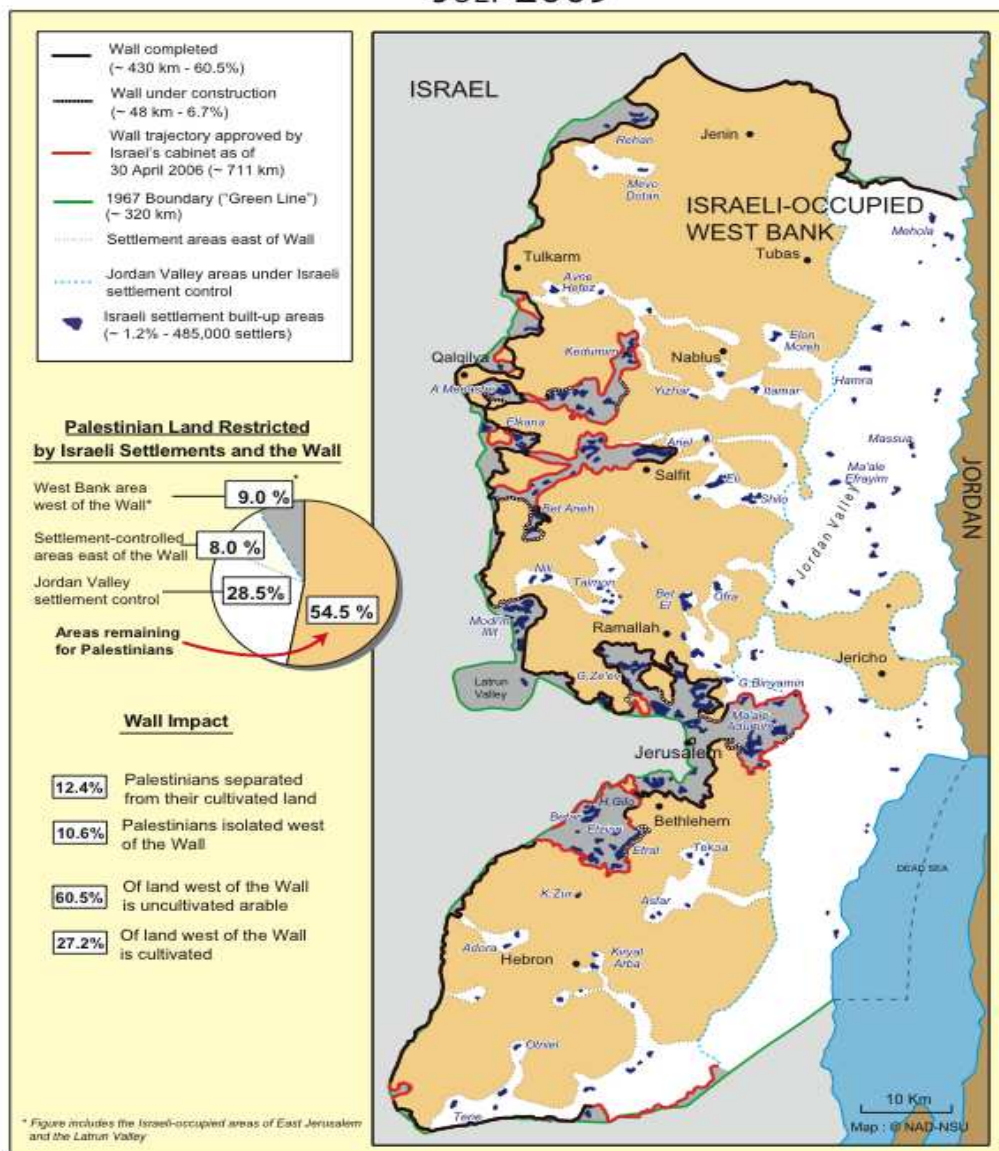 JULY 2009
Wall completed
(~ 430 km - 60.5%)
Wall under construction
(~ 48 km - 6.7%)
Wall trajectory approved by
Israel's cabinet as of
30 April 2006 (~ 711 km)
1967 Boundary ("Green Line")
(~ 320 km)
Settlement areas east of Wall
Jordan Valley areas under Israeli
settlement control
Israeli settlement built-up areas
(~ 1.2% - 485,000 settlers)
Palestinian Land Restricted
by Israeli Settlements and the Wall
West Bank area
west of the Wall*
9.0 %
*
Settlement-controlled
areas east of the Wall
8.0 %
Jordan Valley
settlement control
28.5%
54.5 %
Areas remaining
for Palestinians
Wall Impact
12.4%
Palestinians separated
from their cultivated land
10.6%
Palestinians isolated west
of the Wall
60.5%
Of land west of the Wall
is uncultivated arable
27.2%
Of land west of the Wall
is cultivated
* Figure includes the Israeli-occupied areas of East Jerusalem
and the Latrun Valley
ISRAEL
Rehan
Jenin
Mevo
Dotan
ISRAELI-OCCUPIED
WEST BANK
Mehola
Tubas
Tulkarm
Avne
Hefez
Elon
Moreh
Kedumim
Nablus
Qalqilya
Hamra
A Menashe
Yizhar
Itamar
Elkana
Ariel
Massua
Salfit
Eli
Ma'ale
Efrayim
Shilo
Jordan Valley
JORDAN
Bet Arieh
Nili
Talmon
Bet
El
Ofra
Modi'in
Illit
Ramallah
Jericho
Latrun
Valley
G.Ze'ev
G.Binyamin
Ma'ale
Adumim
Jerusalem
H.Gilo
Betar
Bethlehem
Etzion
Efrat
Tekoa
DEAD SEA
K.Zur
Asfar
Adora
Hebron
Kiryat
Arba
Otniel
Tene
10 Km
Map : © NAD-NSU